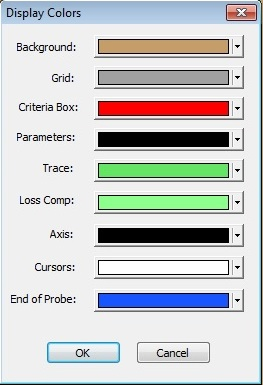 Display Colors
Background:
Grid:
Criteria Box:
Parameters:
Trace:
Loss Comp:
Axis:
Cursors:
End of Probe:
OK
Cancel